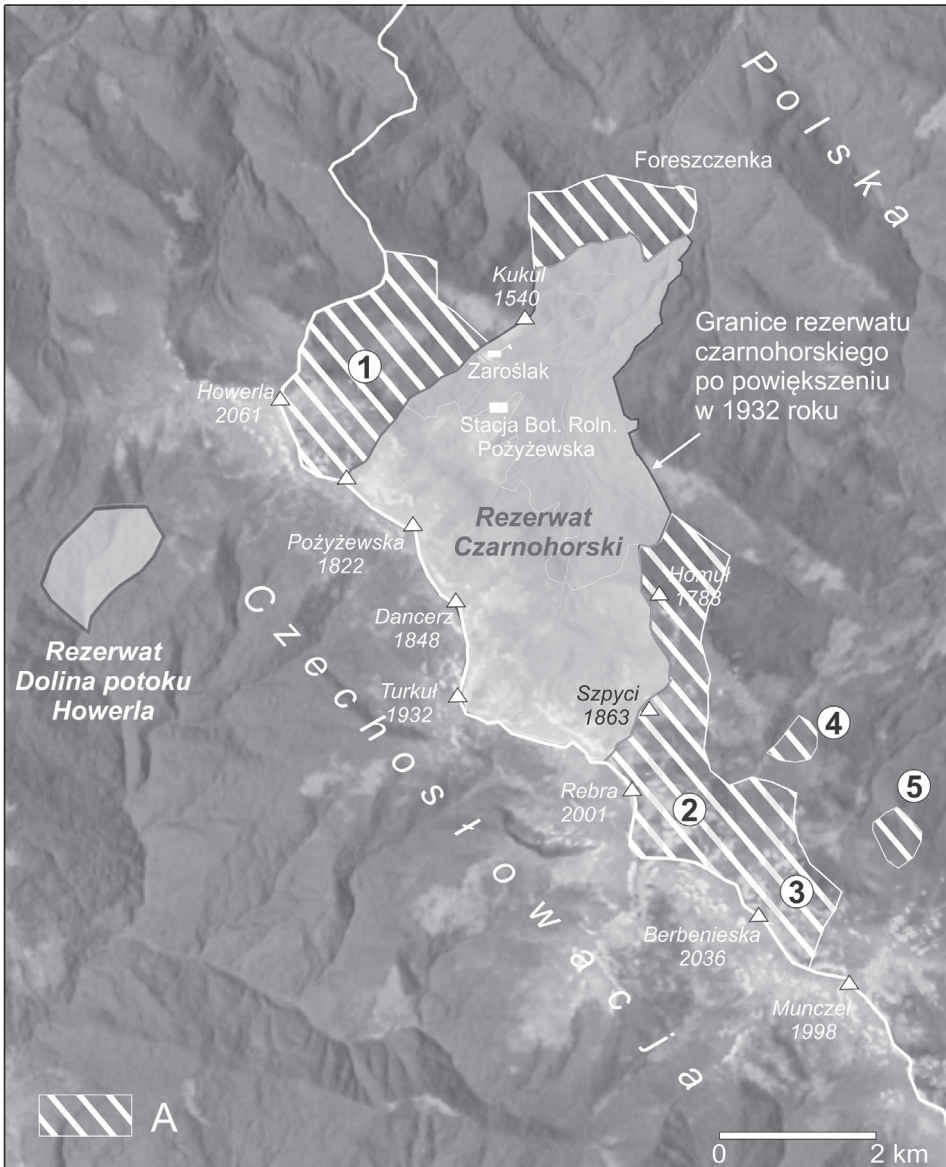 Polska
Foreszczenka
Kukul
1540
Granice rezerwatu
czarnohorskiego
po powiększeniu
w 1932 roku
1
Zaroślak
Howerla
2061
Stacja Bot. Roln.
Pożyżewska
Rezerwat
Czarnohorski
Pożyżewska
1822
Homuł
1788
Czechosłowacja
Dancerz
1848
Rezerwat
Dolina potoku
Howerla
Turkuł
1932
Szpyci
1863
4
Rebra
2001
2
5
3
Berbenieska
2036
Munczel
1998
A
0 2 km